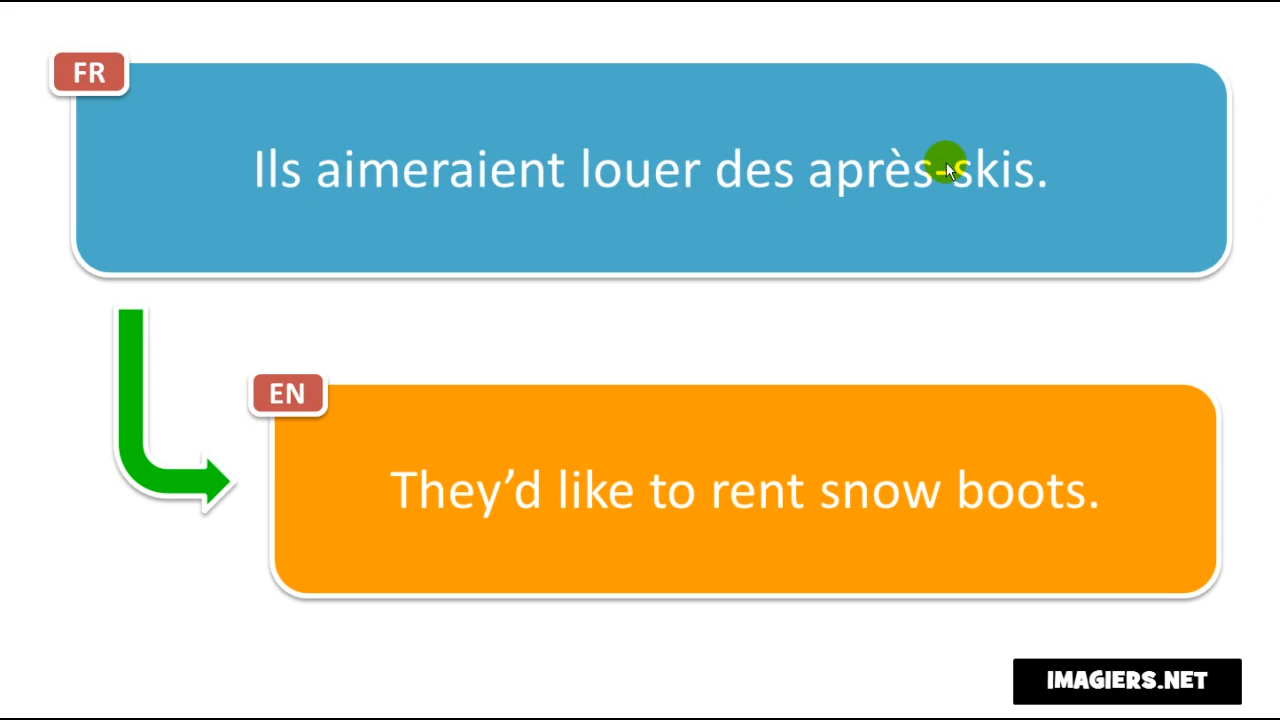 FR
Ils aimeraient louer des après-skis.
EN
They’d like to rent snow boots.
IMAGIERS.NET